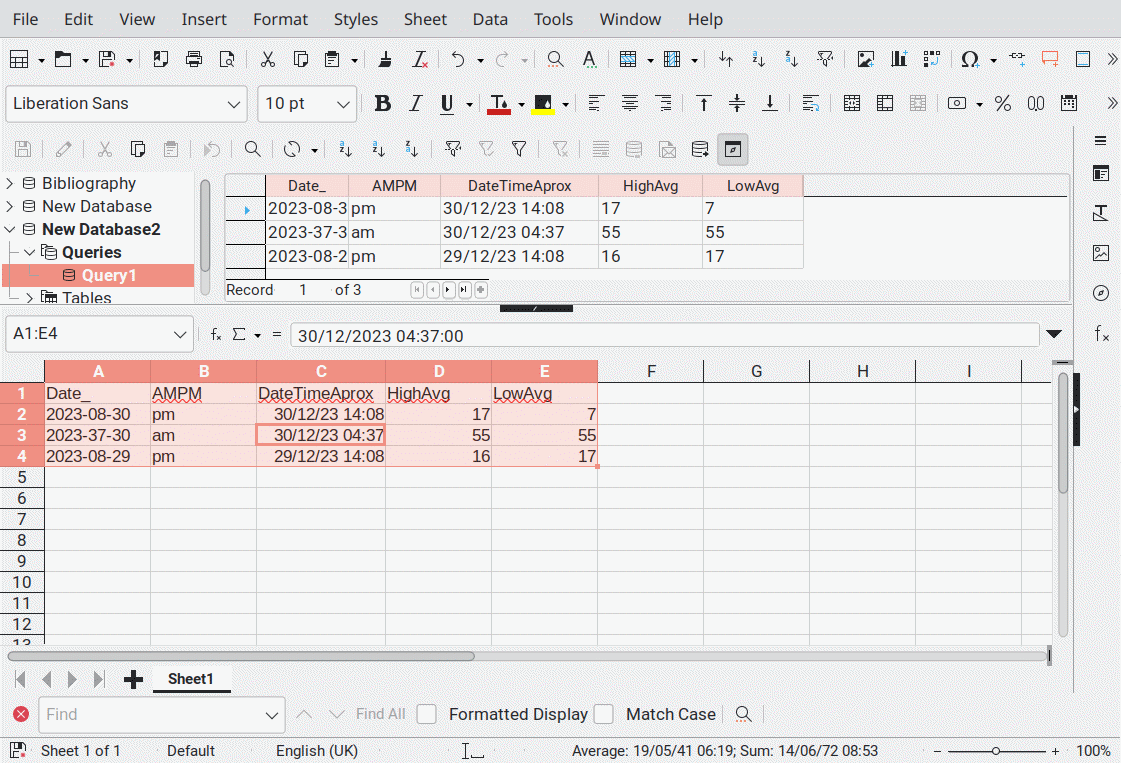 File Edit View Insert Format Styles Sheet Data Tools Window Help
Liberation Sans 10 pt
Bibliography
New Database
New Database2
Queries
Query1
Tables
Date_ AMPM DateTimeAprox HighAvg LowAvg
2023-08-3 pm 30/12/23 14:08 17 7
2023-37-3 am 30/12/23 04:37 55 55
2023-08-2 pm 29/12/23 14:08 16 17
Record 1 of 3
A1:E4 30/12/2023 04:37:00
A B C D E F G H I
1 Date_ AMPM DateTimeAprox HighAvg LowAvg
2 2023-08-30 pm 30/12/23 14:08 17 7
3 2023-37-30 am 30/12/23 04:37 55 55
4 2023-08-29 pm 29/12/23 14:08 16 17
5
6
7
8
9
10
11
12
13
Sheet1
Find Find All Formatted Display Match Case
Sheet 1 of 1 Default English (UK) Average: 19/05/41 06:19; Sum: 14/06/72 08:53 100%